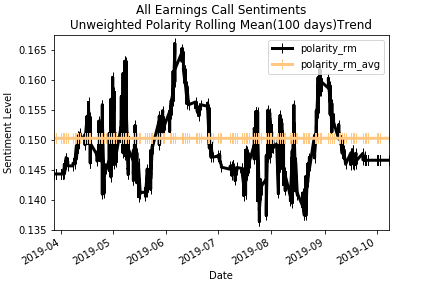 All Earnings Call Sentiments
Unweighted Polarity Rolling Mean(100 days)Trend
polarity_rm
polarity_rm_avg
Sentiment Level
0.165
0.160
0.155
0.150
0.145
0.140
0.135
2019-04
2019-05
2019-06
2019-07
2019-08
2019-09
2019-10
Date